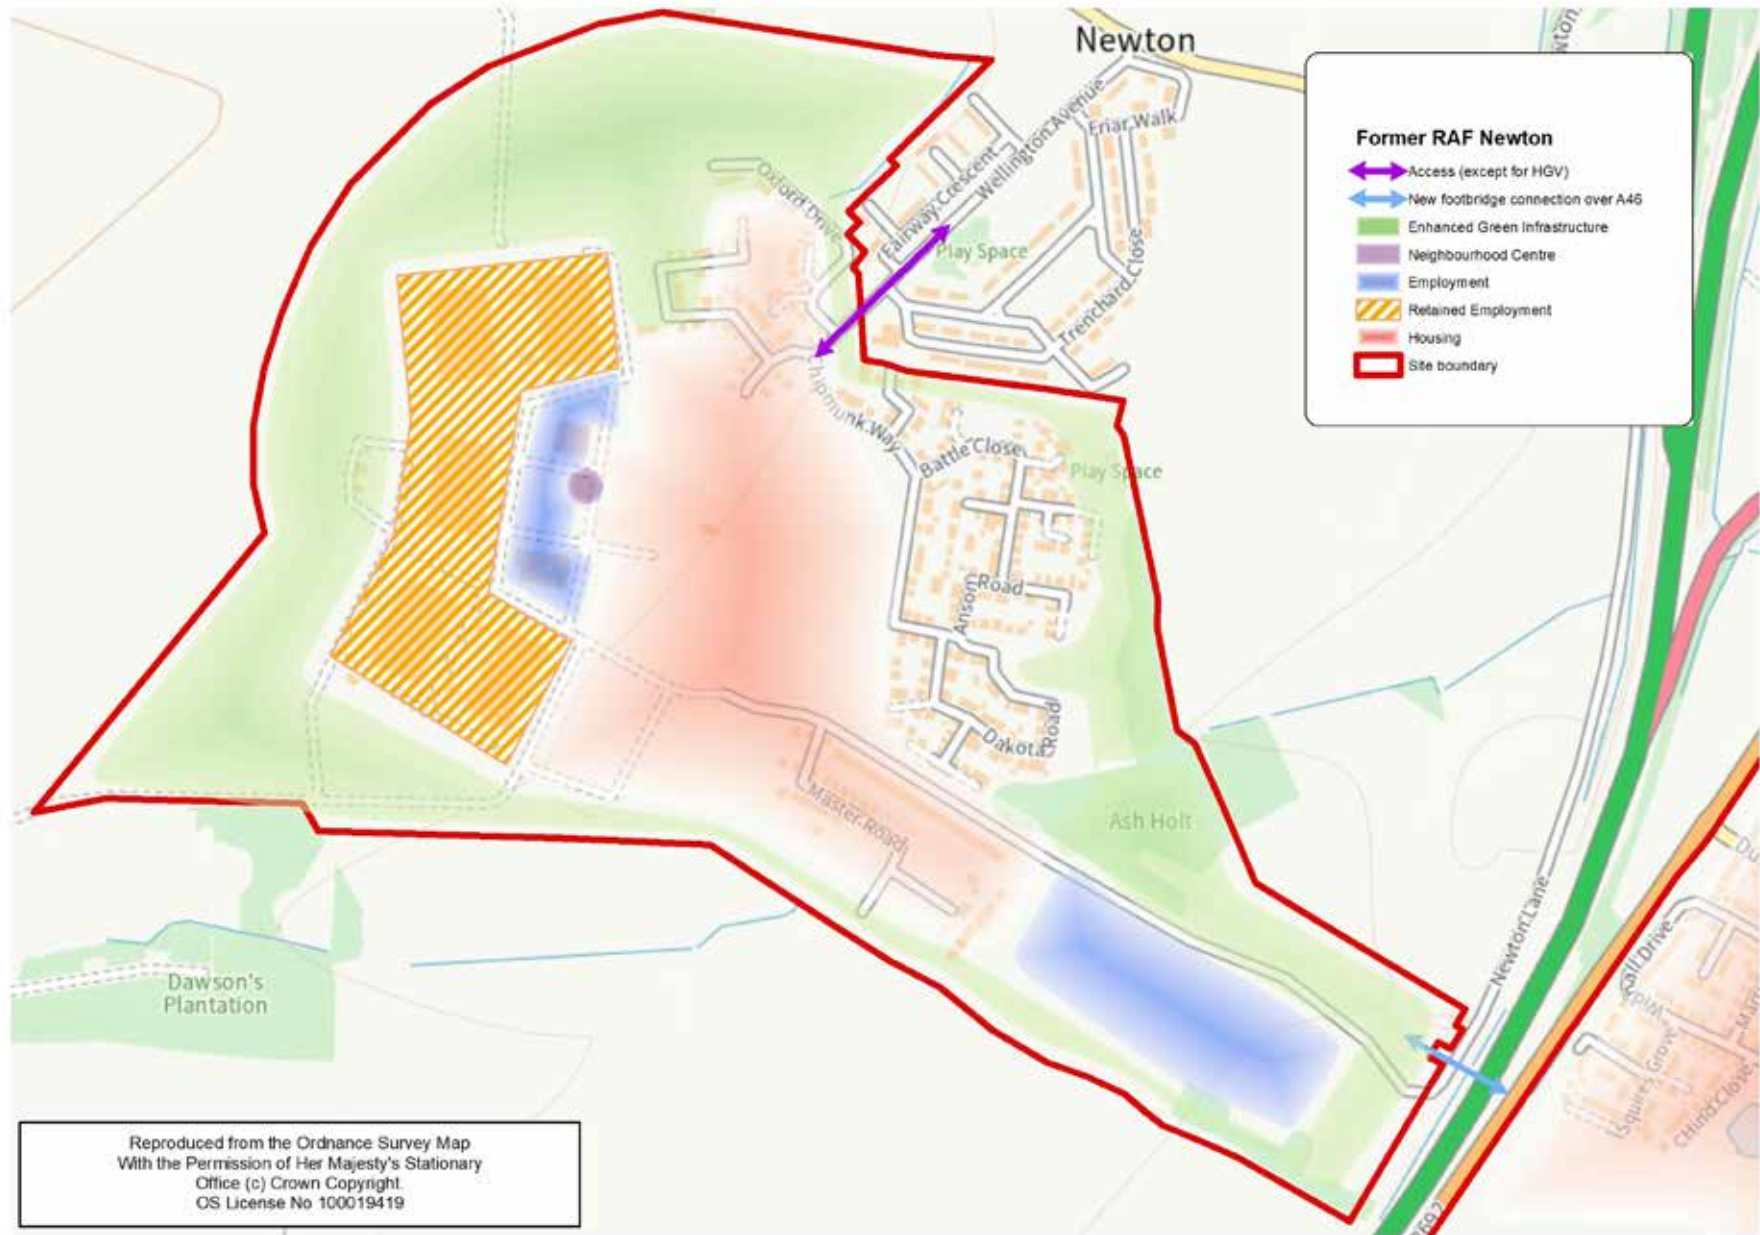 Newton
Former RAF Newton
Access (except for HGV)
New footbridge connection over A46
Enhanced Green Infrastructure
Neighbourhood Centre
Employment
Retained Employment
Housing
Site boundary
Wellington Avenue
Friar Walk
Fairway Crescent
Oxford Drive
Play Space
Trenchard Close
Chipmunk Way
Battle Close
Play Space
Anson
Road
Dakota
Road
Master Road
Ash Holt
Newton Lane
Dawson's
Plantation
Squires Grove
Hind Close
Reproduced from the Ordnance Survey Map
With the Permission of Her Majesty's Stationary
Office (c) Crown Copyright.
OS License No 100019419